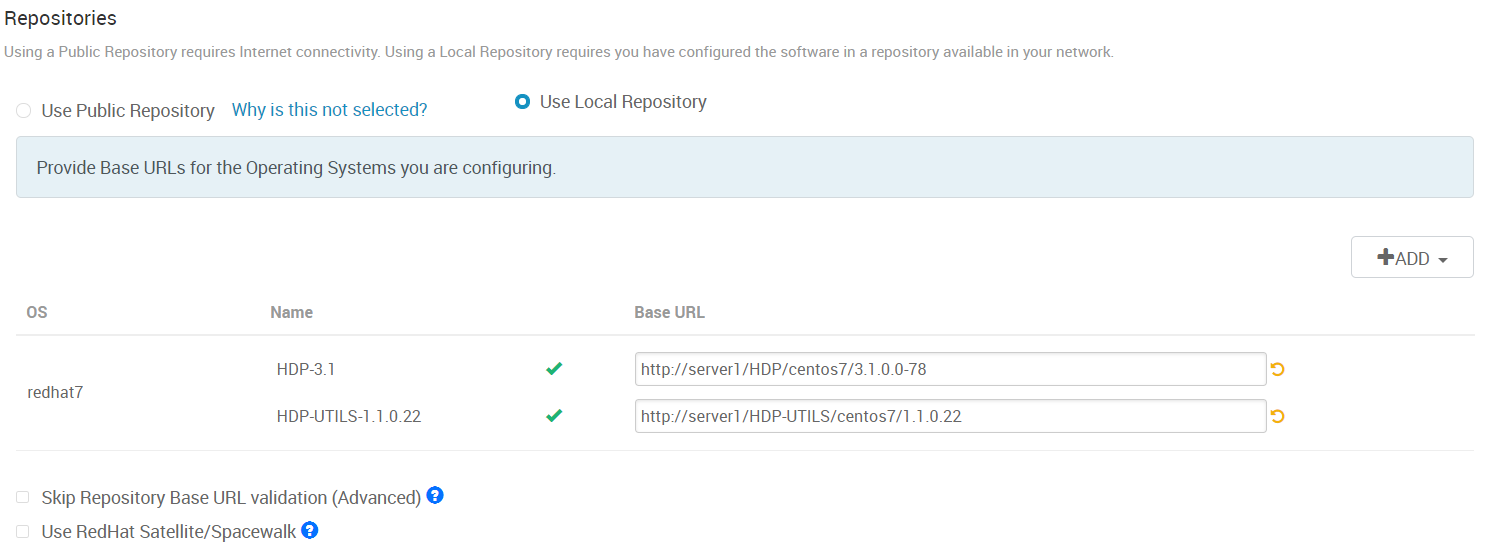 Repositories
Using a Public Repository requires Internet connectivity. Using a Local Repository requires you have configured the software in a repository available in your network.
Use Public Repository Why is this not selected? Use Local Repository
Provide Base URLs for the Operating Systems you are configuring.
ADD
OS Name Base URL
HDP-3.1 http://server1/HDP/centos7/3.1.0.0-78
redhat7
HDP-UTILS-1.1.0.22 http://server1/HDP-UTILS/centos7/1.1.0.22
Skip Repository Base URL validation (Advanced) ?
Use RedHat Satellite/Spacewalk ?